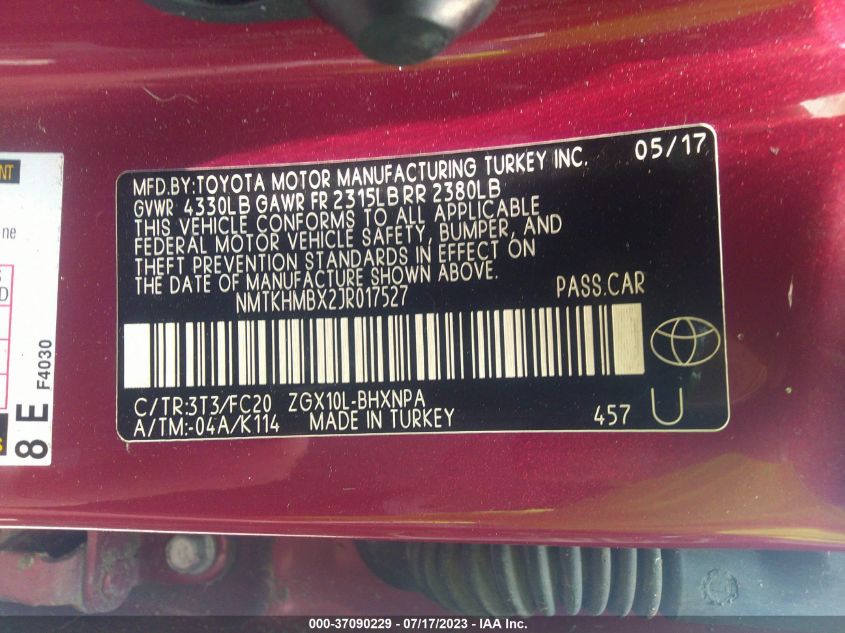 MFD.BY:TOYOTA MOTOR MANUFACTURING TURKEY INC. 05/17
GVWR 4330LB GAWR FR 2315LB RR 2380LB
THIS VEHICLE CONFORMS TO ALL APPLICABLE
FEDERAL MOTOR VEHICLE SAFETY, BUMPER, AND
THEFT PREVENTION STANDARDS IN EFFECT ON
THE DATE OF MANUFACTURE SHOWN ABOVE.
NMTKHMBX2JR017527 PASS.CAR
C/TR:3T3/FC20 ZGX10L-BHXNPA
A/TM:-04A/K114 MADE IN TURKEY 457 U
NT
ne
S
D
s
8 E F4030
000-37090229 - 07/17/2023 - IAA Inc.